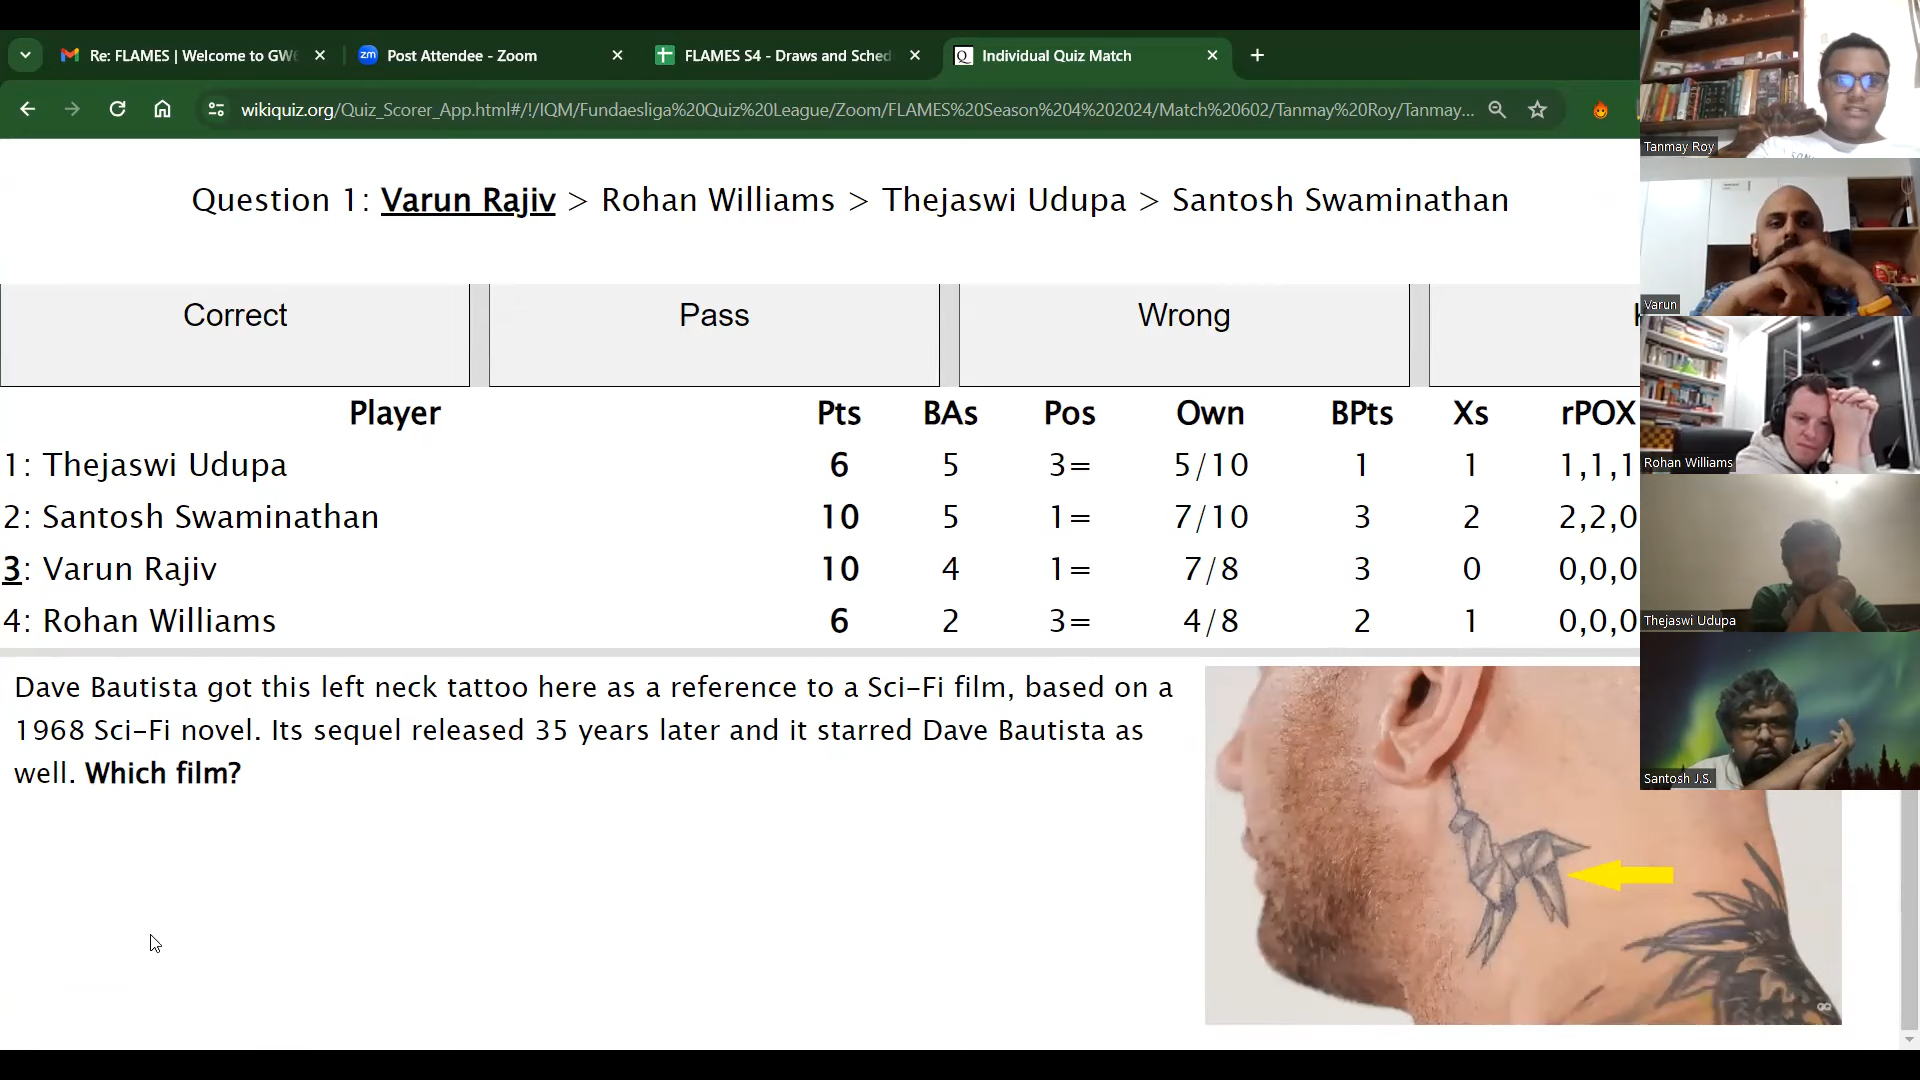 Re: FLAMES | Welcome to GW
Post Attendee - Zoom
FLAMES S4 - Draws and Sched
Individual Quiz Match
wikiquiz.org/Quiz_Scorer_App.html#/!/IQM/Fundaesliga%20Quiz%20League/Zoom/FLAMES%20Season%204%202024/Match%20602/Tanmay%20Roy/Tanmay...
Question 1: Varun Rajiv > Rohan Williams > Thejaswi Udupa > Santosh Swaminathan
Correct Pass Wrong
Player Pts BAs Pos Own BPts Xs rPOX
1: Thejaswi Udupa 6 5 3= 5/10 1 1 1,1,1
2: Santosh Swaminathan 10 5 1= 7/10 3 2 2,2,0
3: Varun Rajiv 10 4 1= 7/8 3 0 0,0,0
4: Rohan Williams 6 2 3= 4/8 2 1 0,0,0
Dave Bautista got this left neck tattoo here as a reference to a Sci-Fi film, based on a
1968 Sci-Fi novel. Its sequel released 35 years later and it starred Dave Bautista as
well. Which film?
GQ
Tanmay Roy
Varun
Rohan Williams
Thejaswi Udupa
Santosh J.S.